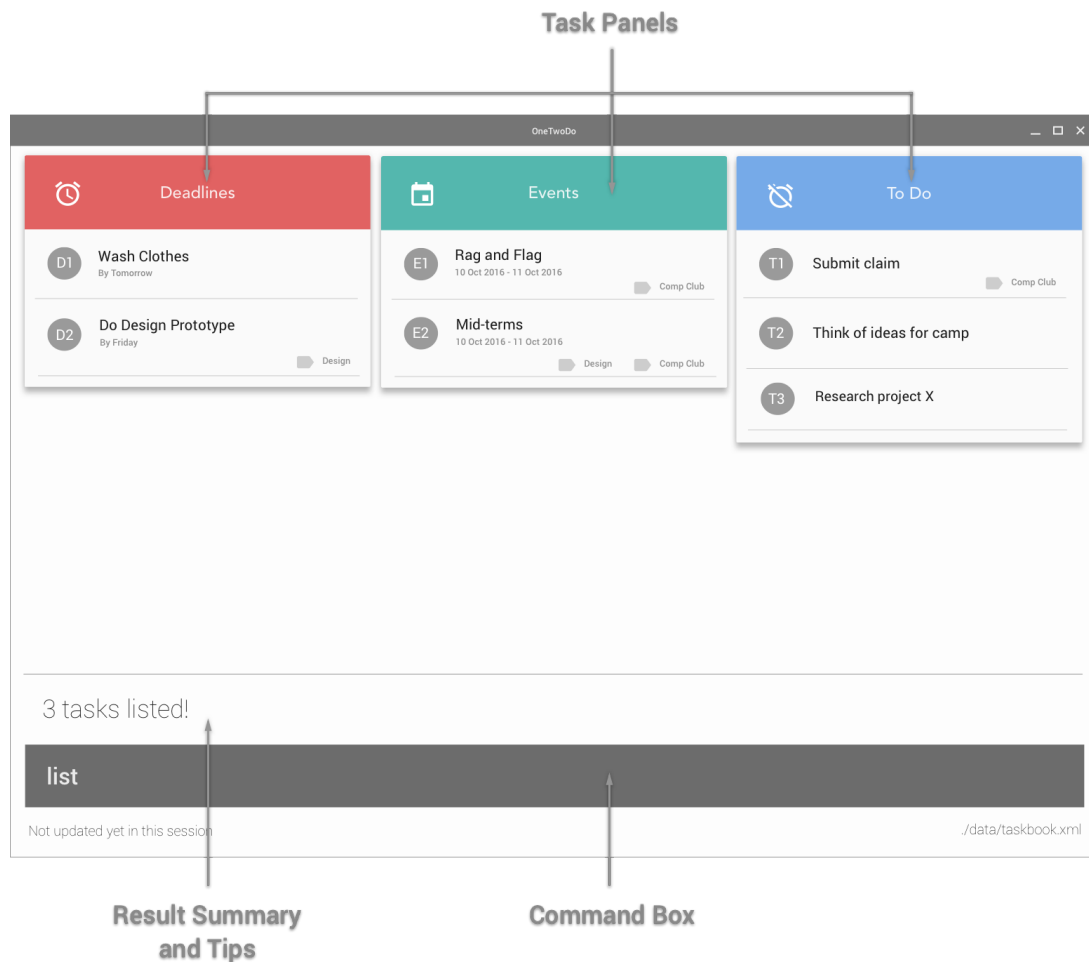 Task Panels
OneTwoDo
Deadlines
D1
Wash Clothes
By Tomorrow
D2
Do Design Prototype
By Friday
Design
Events
E1
Rag and Flag
10 Oct 2016 - 11 Oct 2016
Comp Club
E2
Mid-terms
10 Oct 2016 - 11 Oct 2016
Design Comp Club
To Do
T1
Submit claim
Comp Club
T2
Think of ideas for camp
T3
Research project X
3 tasks listed!
list
Not updated yet in this session
./data/taskbook.xml
Result Summary
and Tips
Command Box